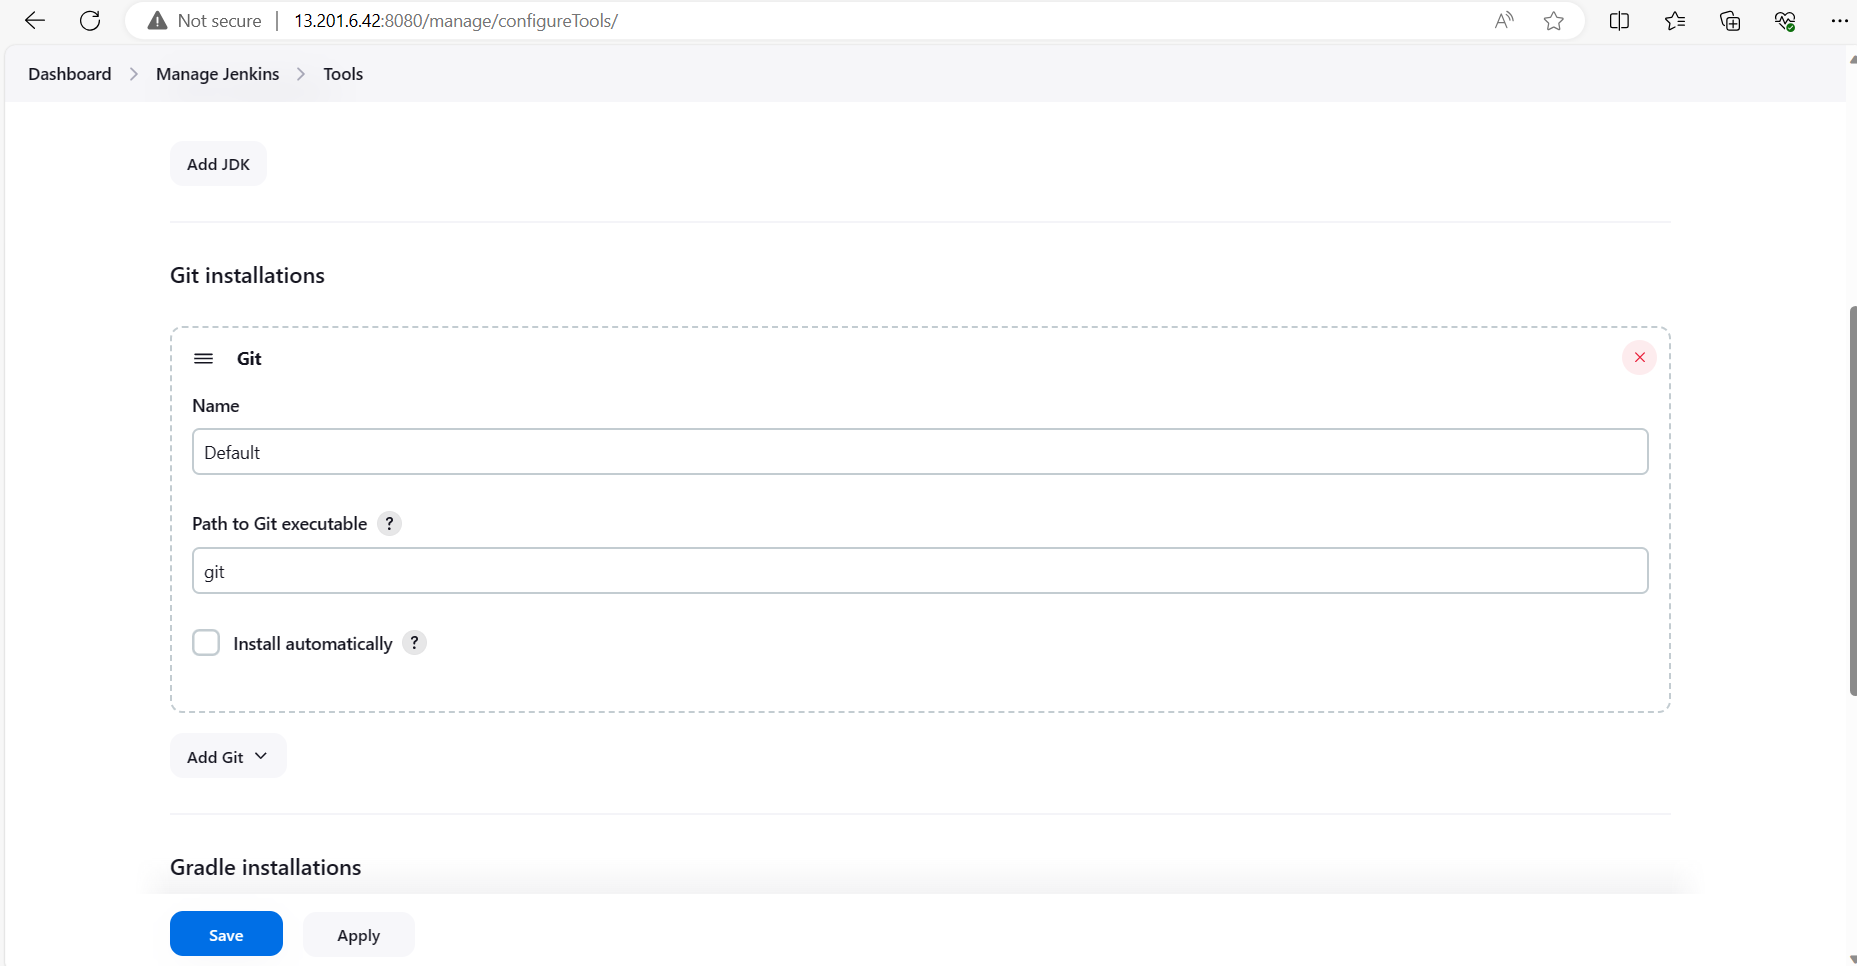 Not secure | 13.201.6.42:8080/manage/configureTools/
Dashboard > Manage Jenkins > Tools
Add JDK
Git installations
Git
Name
Default
Path to Git executable ?
git
Install automatically ?
Add Git
Gradle installations
Save Apply